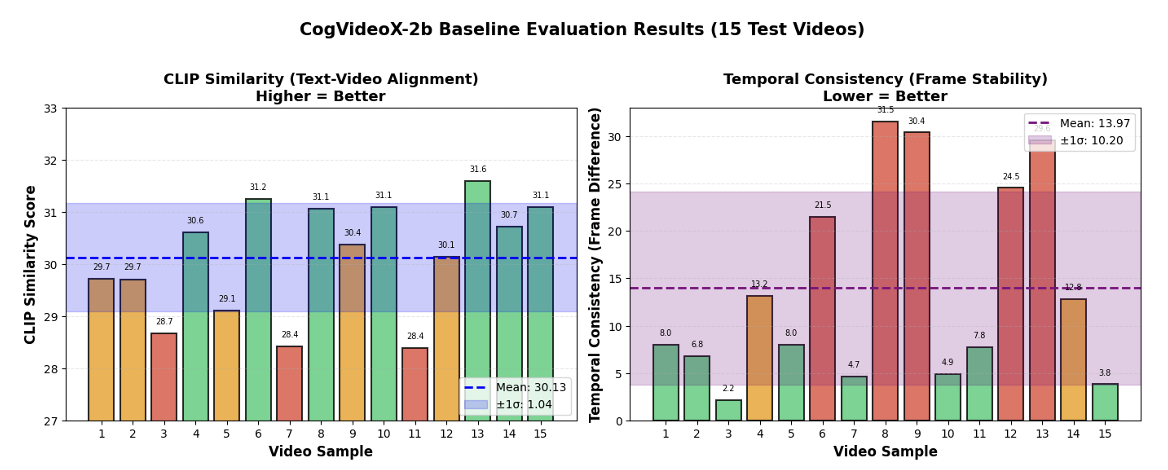 CogVideoX-2b Baseline Evaluation Results (15 Test Videos)
CLIP Similarity (Text-Video Alignment)
Higher = Better
CLIP Similarity Score
33
32
31
30
29
28
27
29.7
29.7
28.7
30.6
29.1
31.2
28.4
31.1
30.4
31.1
28.4
30.1
31.6
30.7
31.1
Mean: 30.13
±1σ: 1.04
1 2 3 4 5 6 7 8 9 10 11 12 13 14 15
Video Sample
Temporal Consistency (Frame Stability)
Lower = Better
Temporal Consistency (Frame Difference)
30
25
20
15
10
5
0
8.0
6.8
2.2
13.2
8.0
21.5
4.7
31.5
30.4
4.9
7.8
24.5
29.6
12.8
3.8
Mean: 13.97
±1σ: 10.20
1 2 3 4 5 6 7 8 9 10 11 12 13 14 15
Video Sample